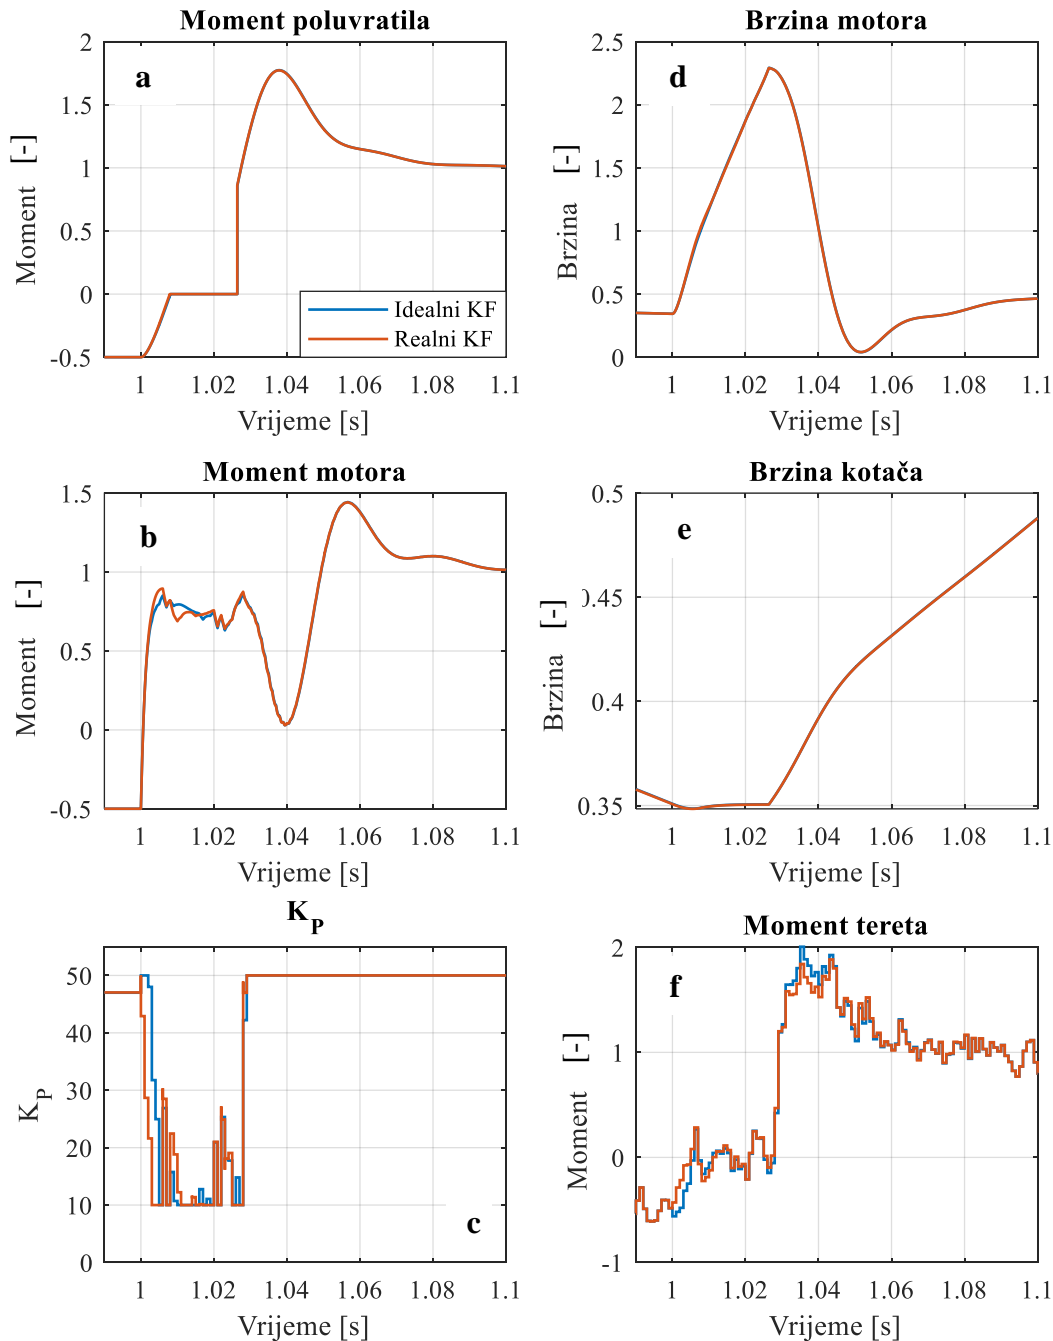 Moment poluvratila
a
2
1.5
1
0.5
0
-0.5
Moment [-]
Idealni KF
Realni KF
1 1.02 1.04 1.06 1.08 1.1
Vrijeme [s]
Brzina motora
d
2.5
2
1.5
1
0.5
0
Brzina [-]
1 1.02 1.04 1.06 1.08 1.1
Vrijeme [s]
Moment motora
b
1.5
1
0.5
0
-0.5
Moment [-]
1 1.02 1.04 1.06 1.08 1.1
Vrijeme [s]
Brzina kotača
e
0.5
0.45
0.4
0.35
Brzina [-]
1 1.02 1.04 1.06 1.08 1.1
Vrijeme [s]
K_P
50
40
30
20
10
0
K_P
c
1 1.02 1.04 1.06 1.08 1.1
Vrijeme [s]
Moment tereta
f
2
1
0
-1
Moment [-]
1 1.02 1.04 1.06 1.08 1.1
Vrijeme [s]